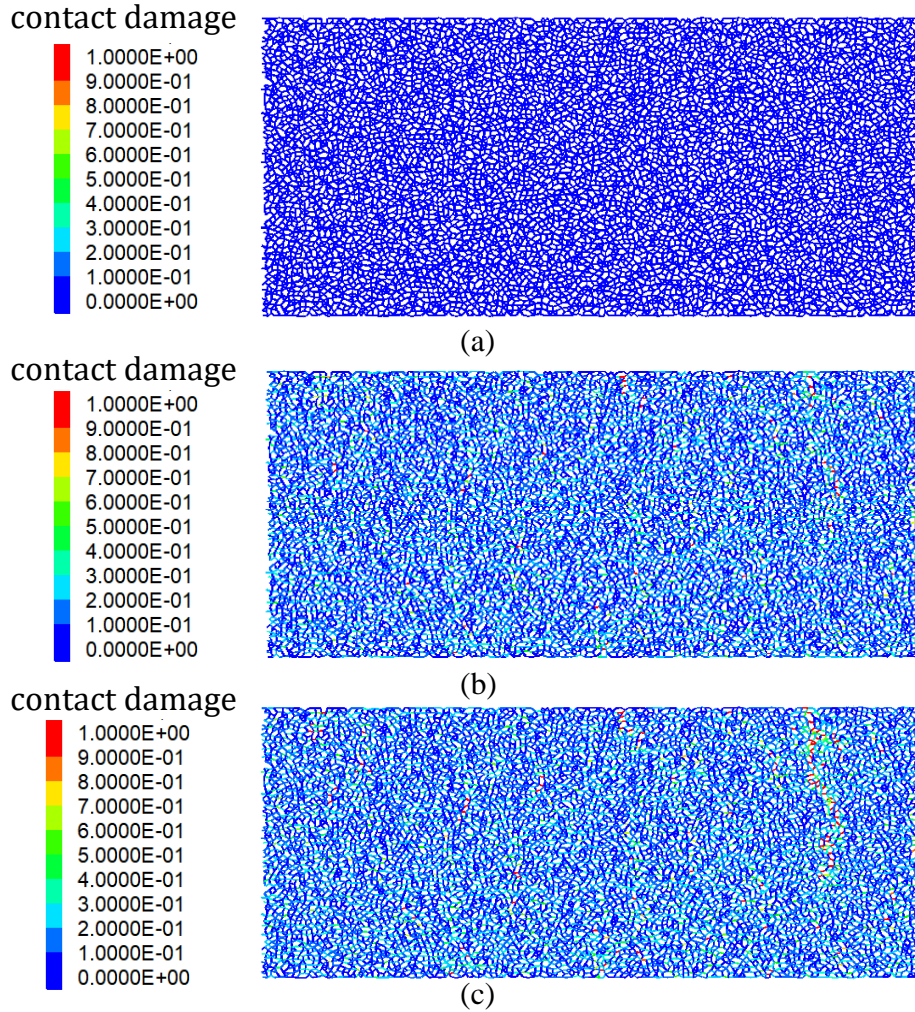 contact damage
1.0000E+00
9.0000E-01
8.0000E-01
7.0000E-01
6.0000E-01
5.0000E-01
4.0000E-01
3.0000E-01
2.0000E-01
1.0000E-01
0.0000E+00
(a)
contact damage
1.0000E+00
9.0000E-01
8.0000E-01
7.0000E-01
6.0000E-01
5.0000E-01
4.0000E-01
3.0000E-01
2.0000E-01
1.0000E-01
0.0000E+00
(b)
contact damage
1.0000E+00
9.0000E-01
8.0000E-01
7.0000E-01
6.0000E-01
5.0000E-01
4.0000E-01
3.0000E-01
2.0000E-01
1.0000E-01
0.0000E+00
(c)